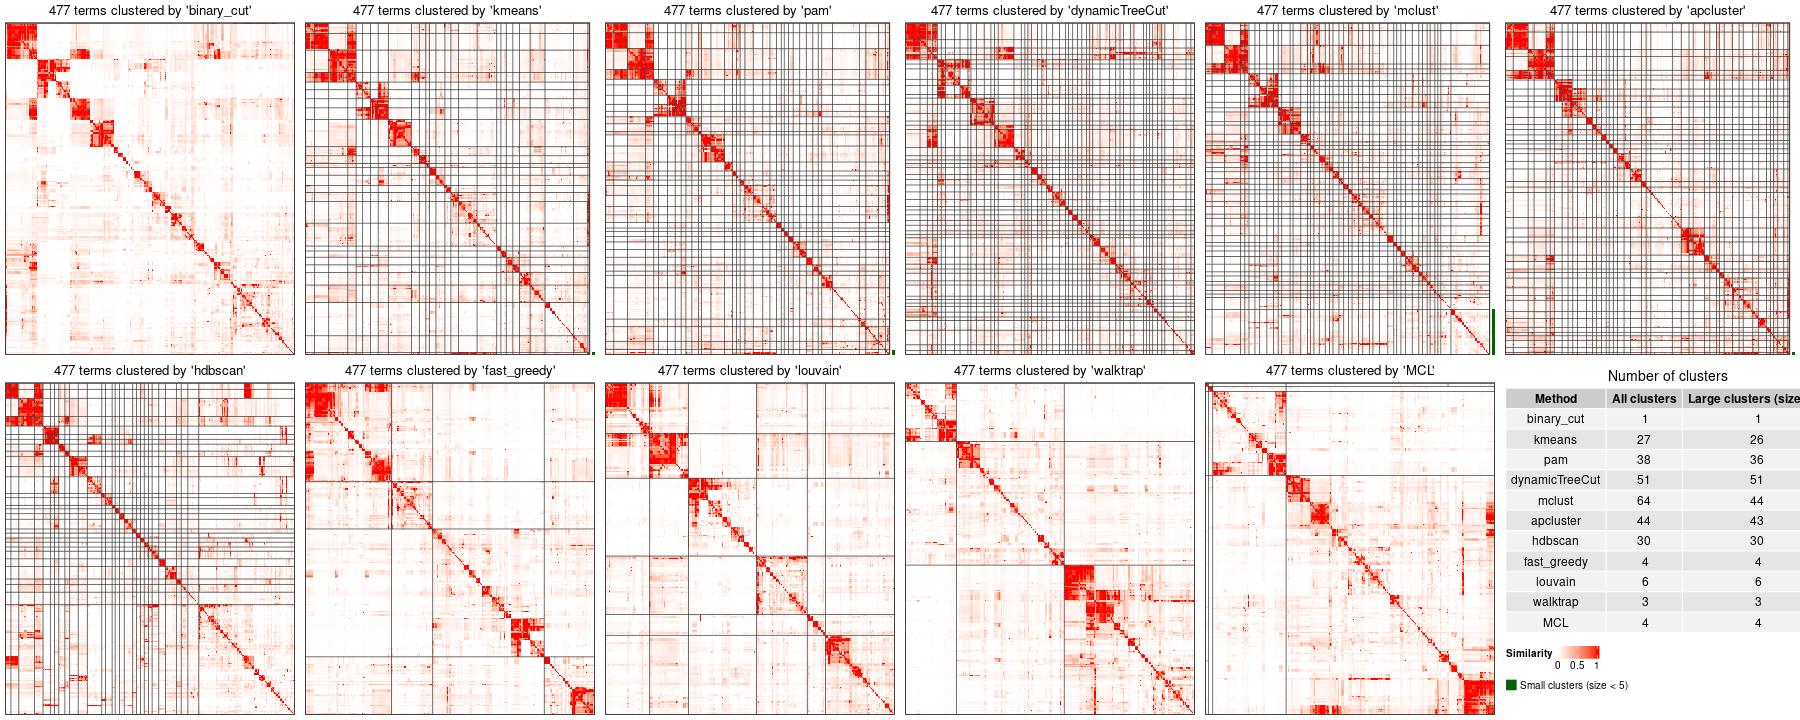 477 terms clustered by 'binary_cut'
477 terms clustered by 'kmeans'
477 terms clustered by 'pam'
477 terms clustered by 'dynamicTreeCut'
477 terms clustered by 'mclust'
477 terms clustered by 'apcluster'
477 terms clustered by 'hdbscan'
477 terms clustered by 'fast_greedy'
477 terms clustered by 'louvain'
477 terms clustered by 'walktrap'
477 terms clustered by 'MCL'
Number of clusters
Method All clusters Large clusters (size
binary_cut 1 1
kmeans 27 26
pam 38 36
dynamicTreeCut 51 51
mclust 64 44
apcluster 44 43
hdbscan 30 30
fast_greedy 4 4
louvain 6 6
walktrap 3 3
MCL 4 4
Similarity
0 0.5 1
Small clusters (size < 5)